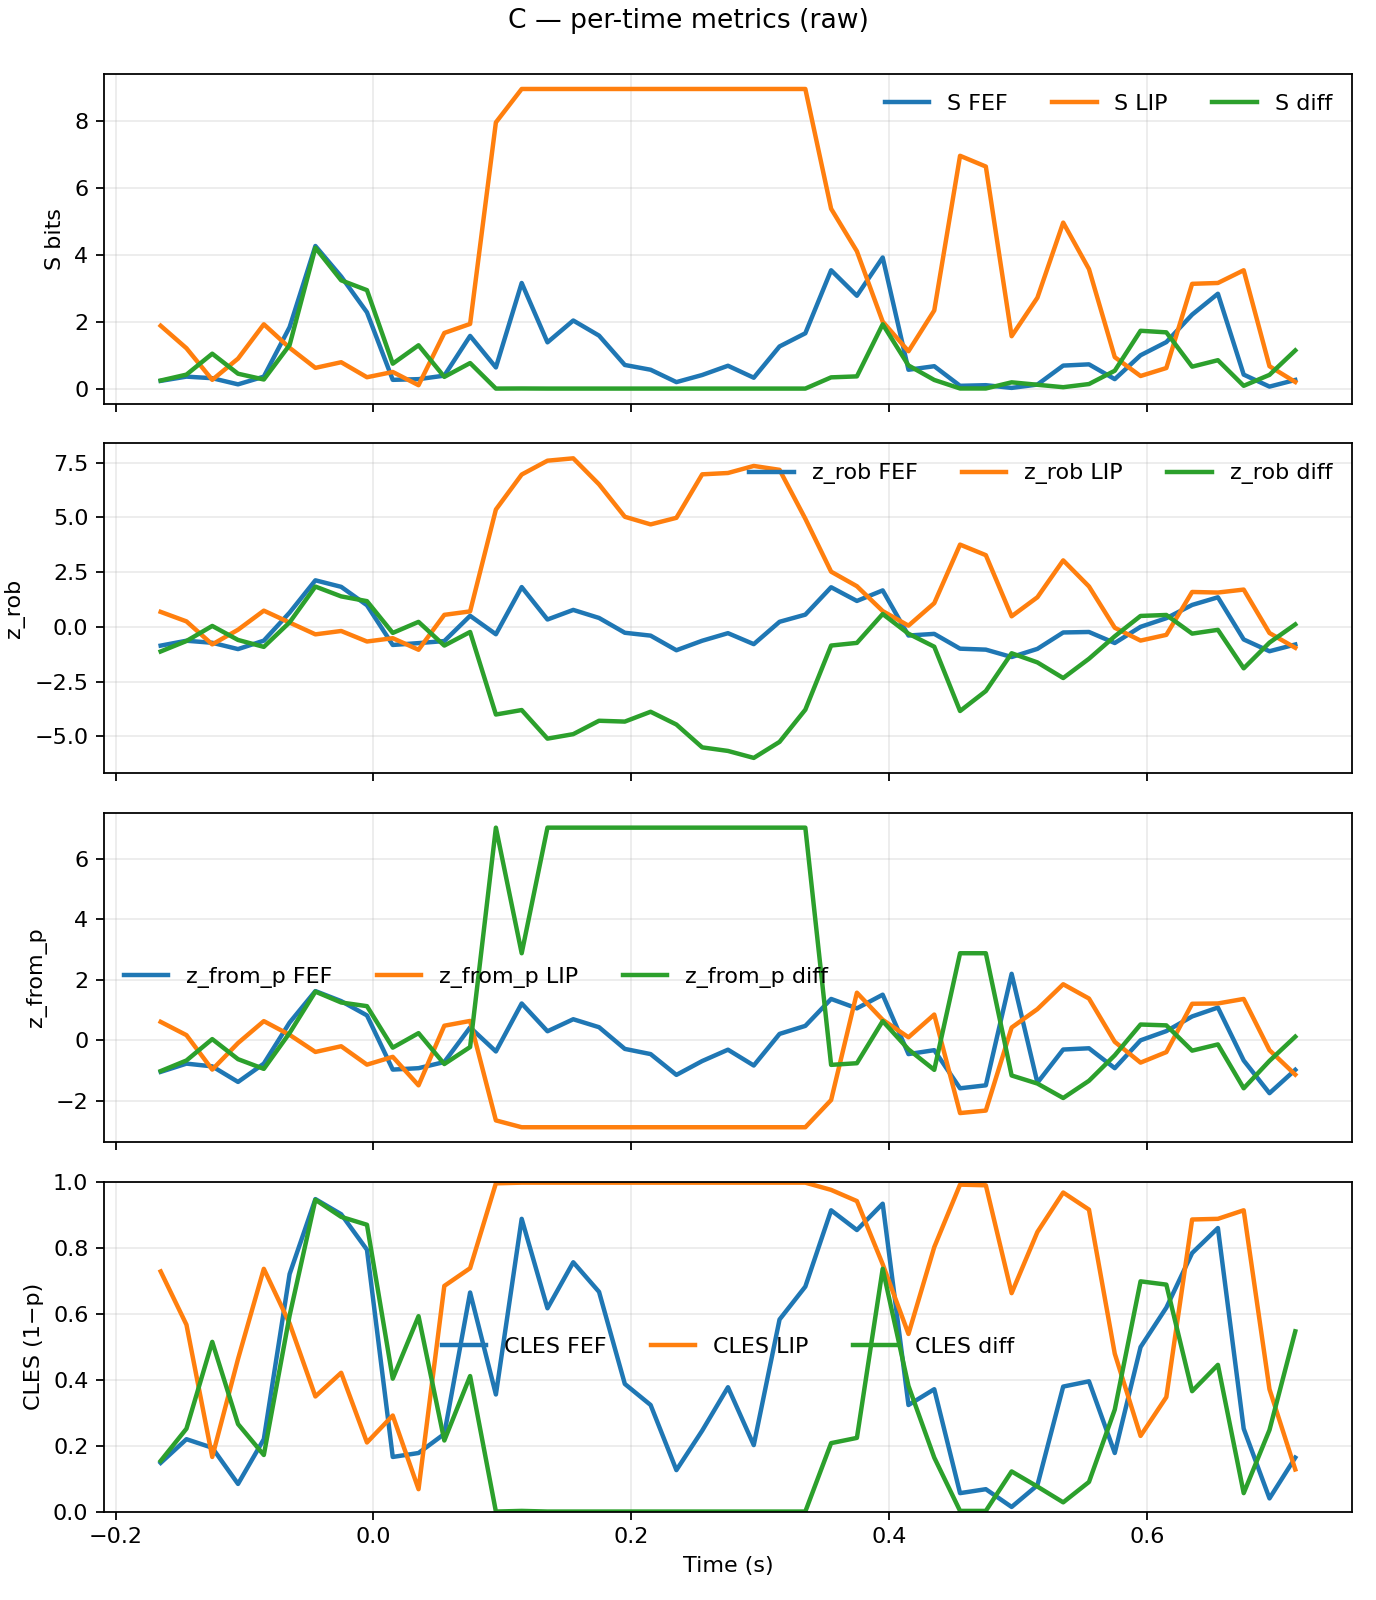 C — per-time metrics (raw)
S FEF S LIP S diff
8
6
4
2
0
S bits
z_rob FEF z_rob LIP z_rob diff
7.5
5.0
2.5
0.0
−2.5
−5.0
z_rob
6
4
2
0
−2
z_from_p
z_from_p FEF z_from_p LIP z_from_p diff
1.0
0.8
0.6
0.4
0.2
0.0
CLES (1−p)
CLES FEF CLES LIP CLES diff
−0.2 0.0 0.2 0.4 0.6
Time (s)